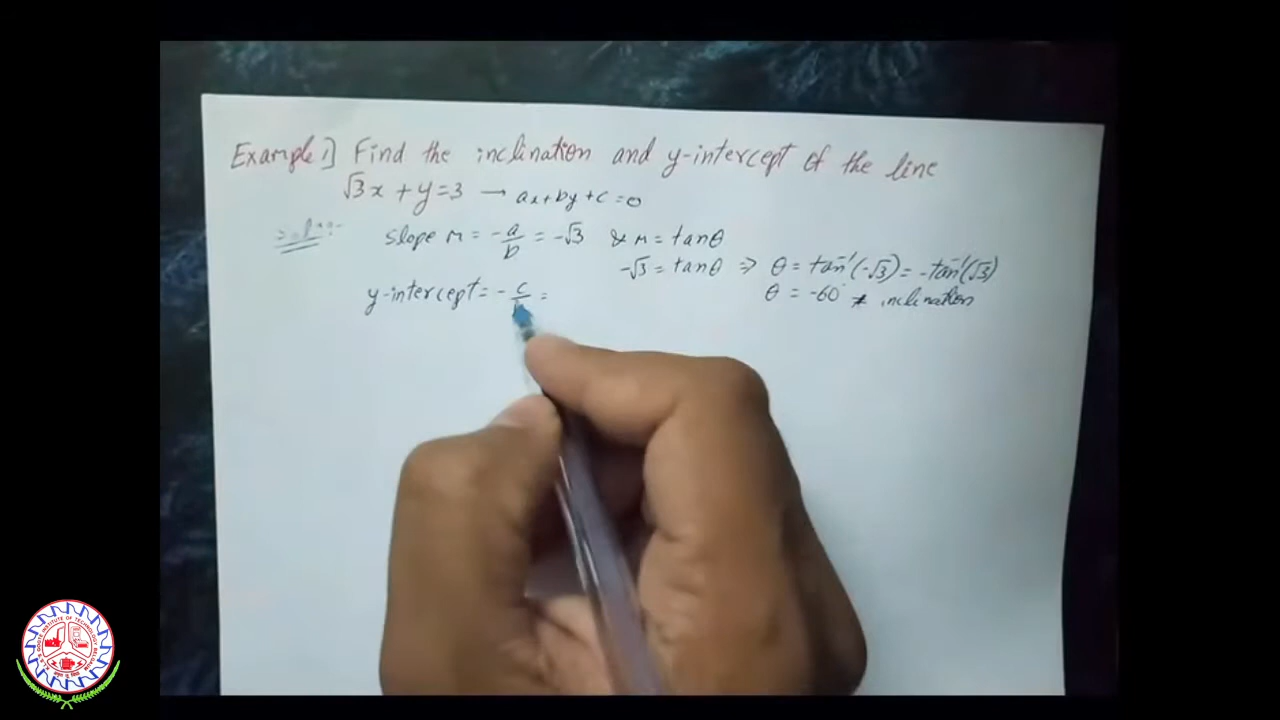 Example 1] Find the inclination and y-intercept of the line
√3x + y = 3 → ax+by+c=0
Soln:-
slope m = -a/b = -√3 & m = tanθ
-√3 = tanθ ⇒ θ = tan⁻¹(-√3) = -tan⁻¹(√3)
y-intercept = -c/ =
θ = -60° * inclination